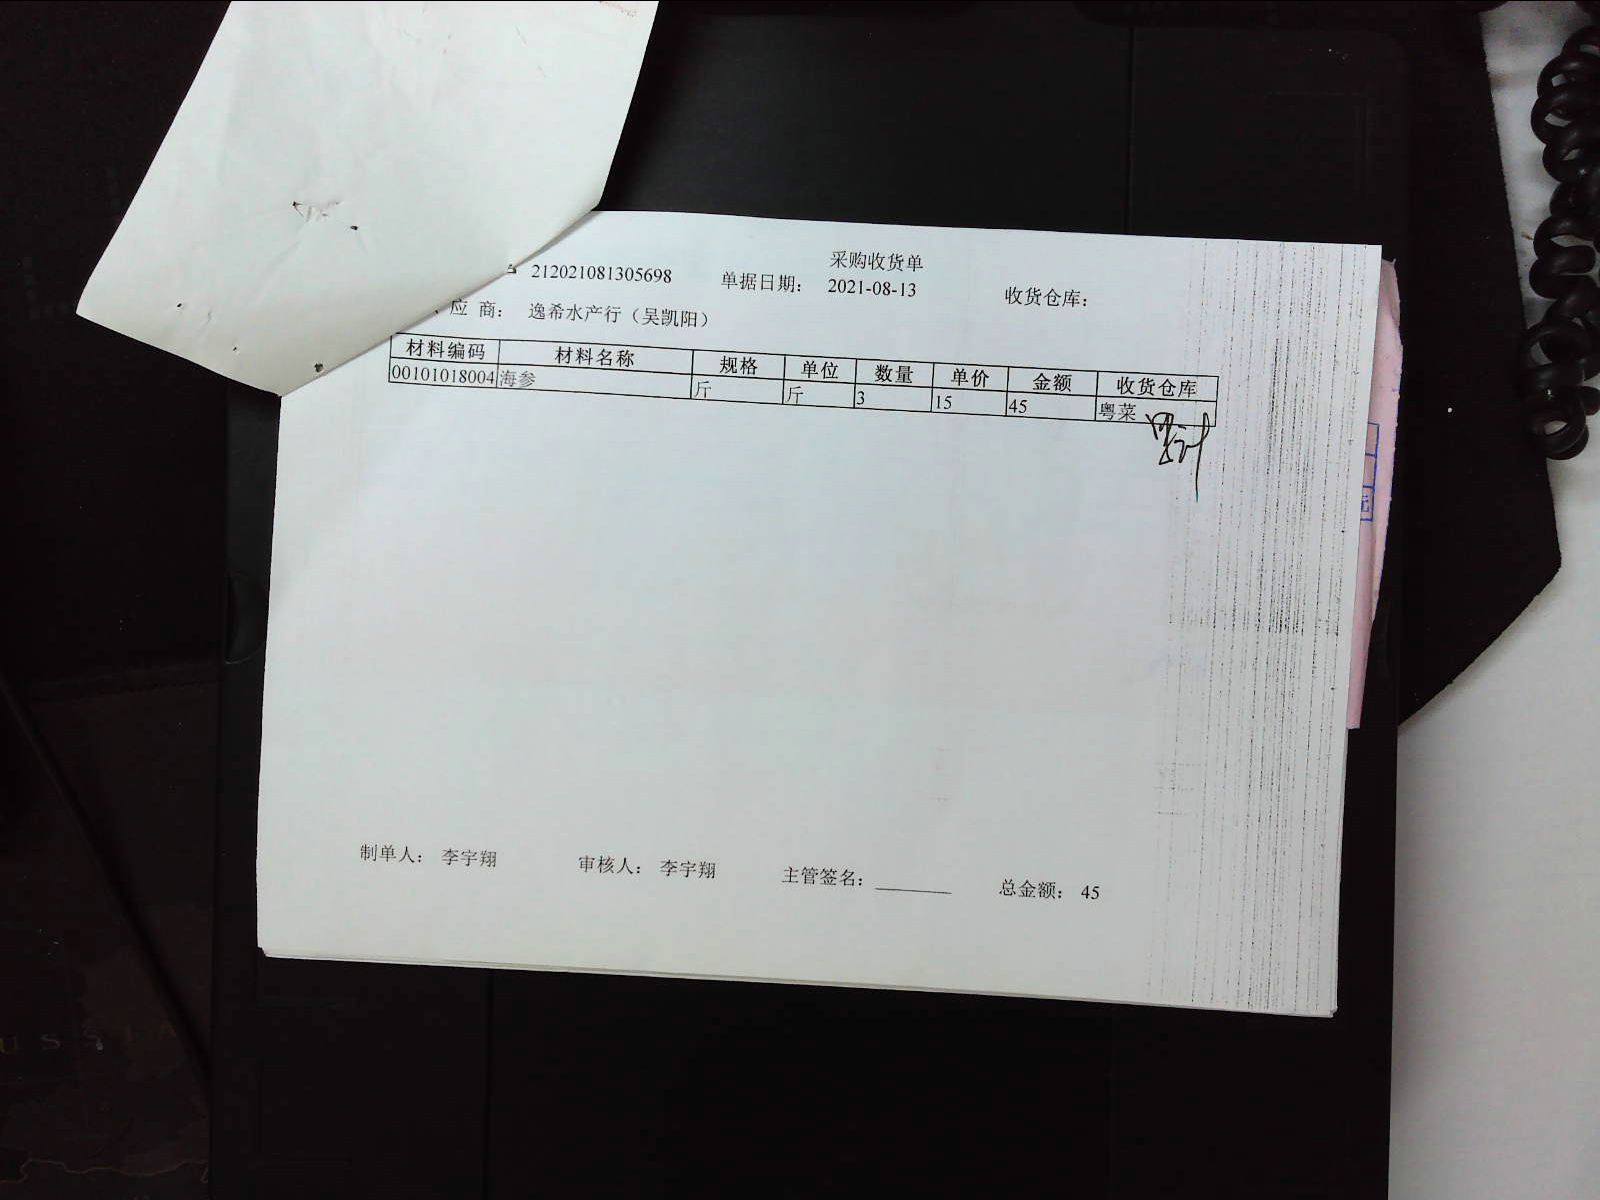 采购收货单
212021081305698 单据日期： 2021-08-13 收货仓库：
应 商： 逸希水产行（吴凯阳）
材料编码 材料名称 规格 单位 数量 单价 金额 收货仓库
00101018004 海参 斤 斤 3 15 45 粤菜
制单人： 李宇翔 审核人： 李宇翔 主管签名： 总金额： 45